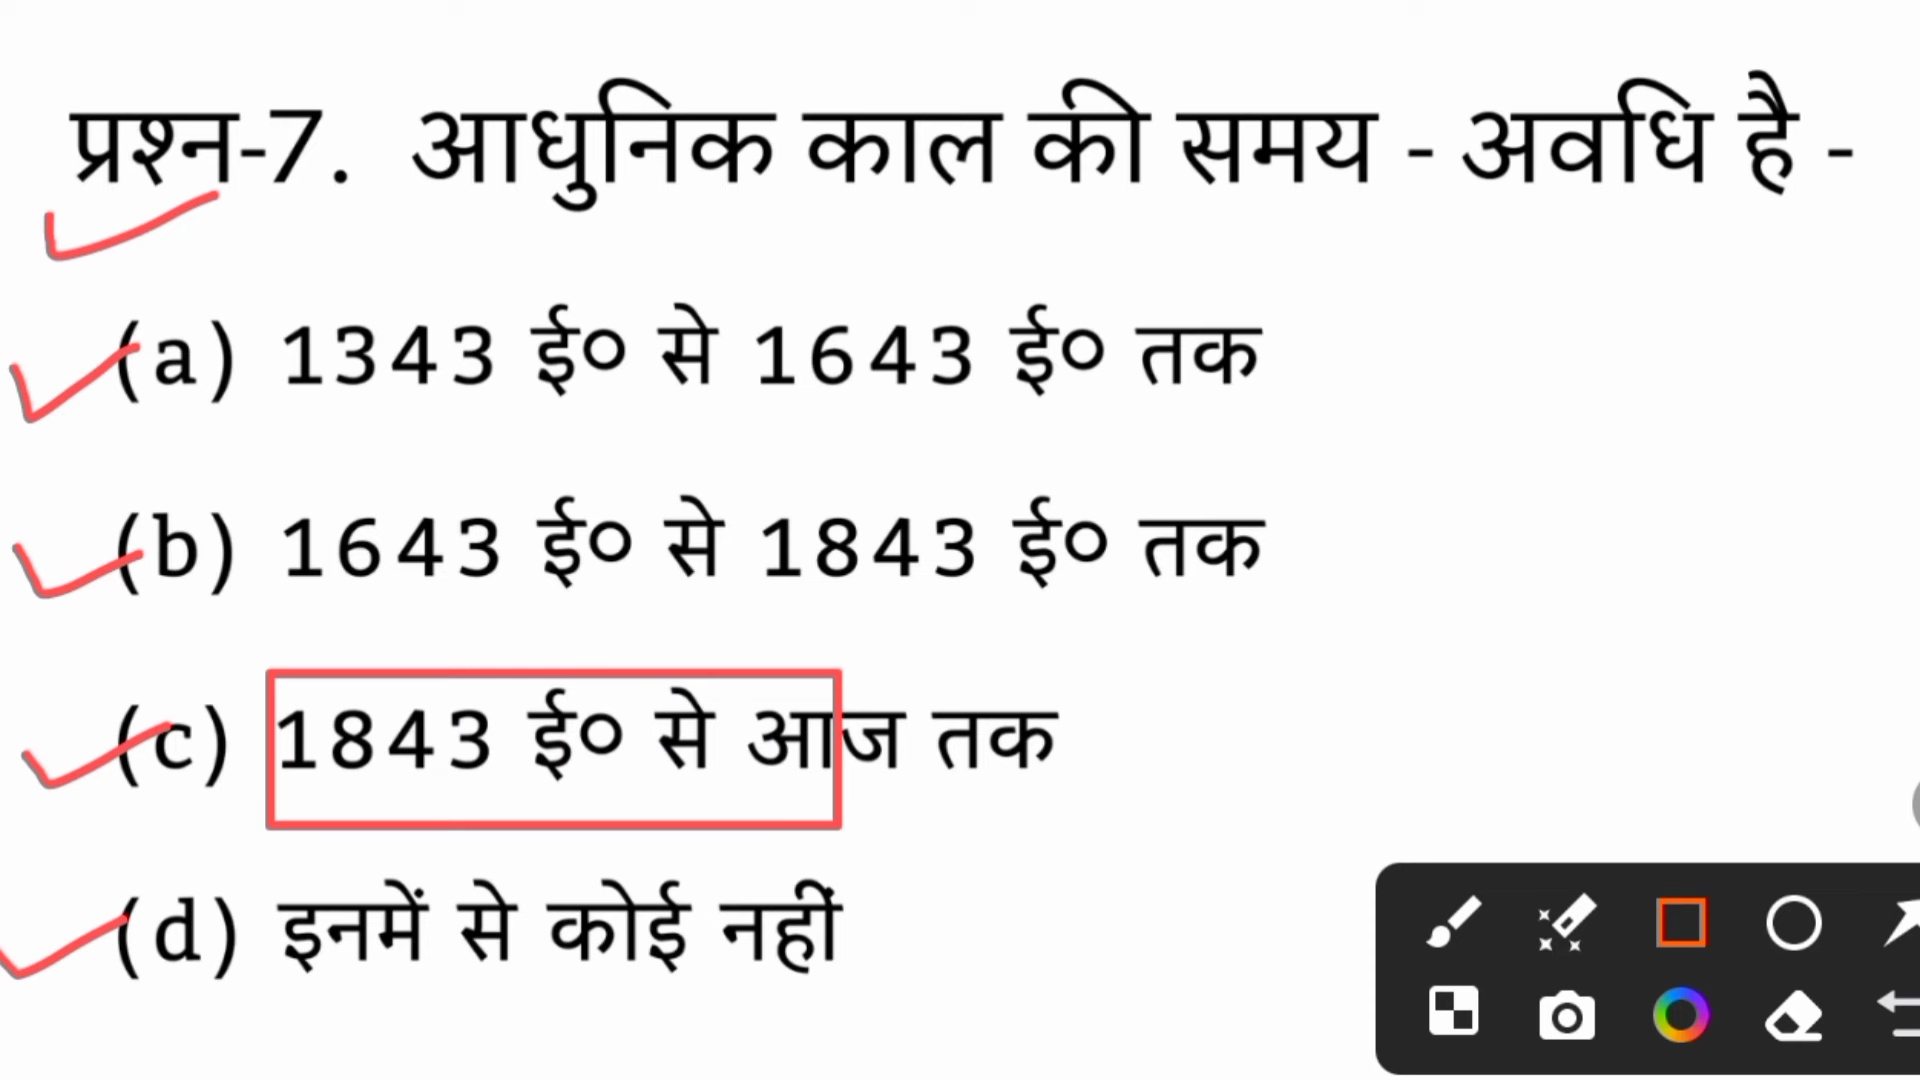 प्रश्न-7. आधुनिक काल की समय - अवधि है -
(a) 1343 ई० से 1643 ई० तक
(b) 1643 ई० से 1843 ई० तक
(c) 1843 ई० से आज तक
(d) इनमें से कोई नहीं